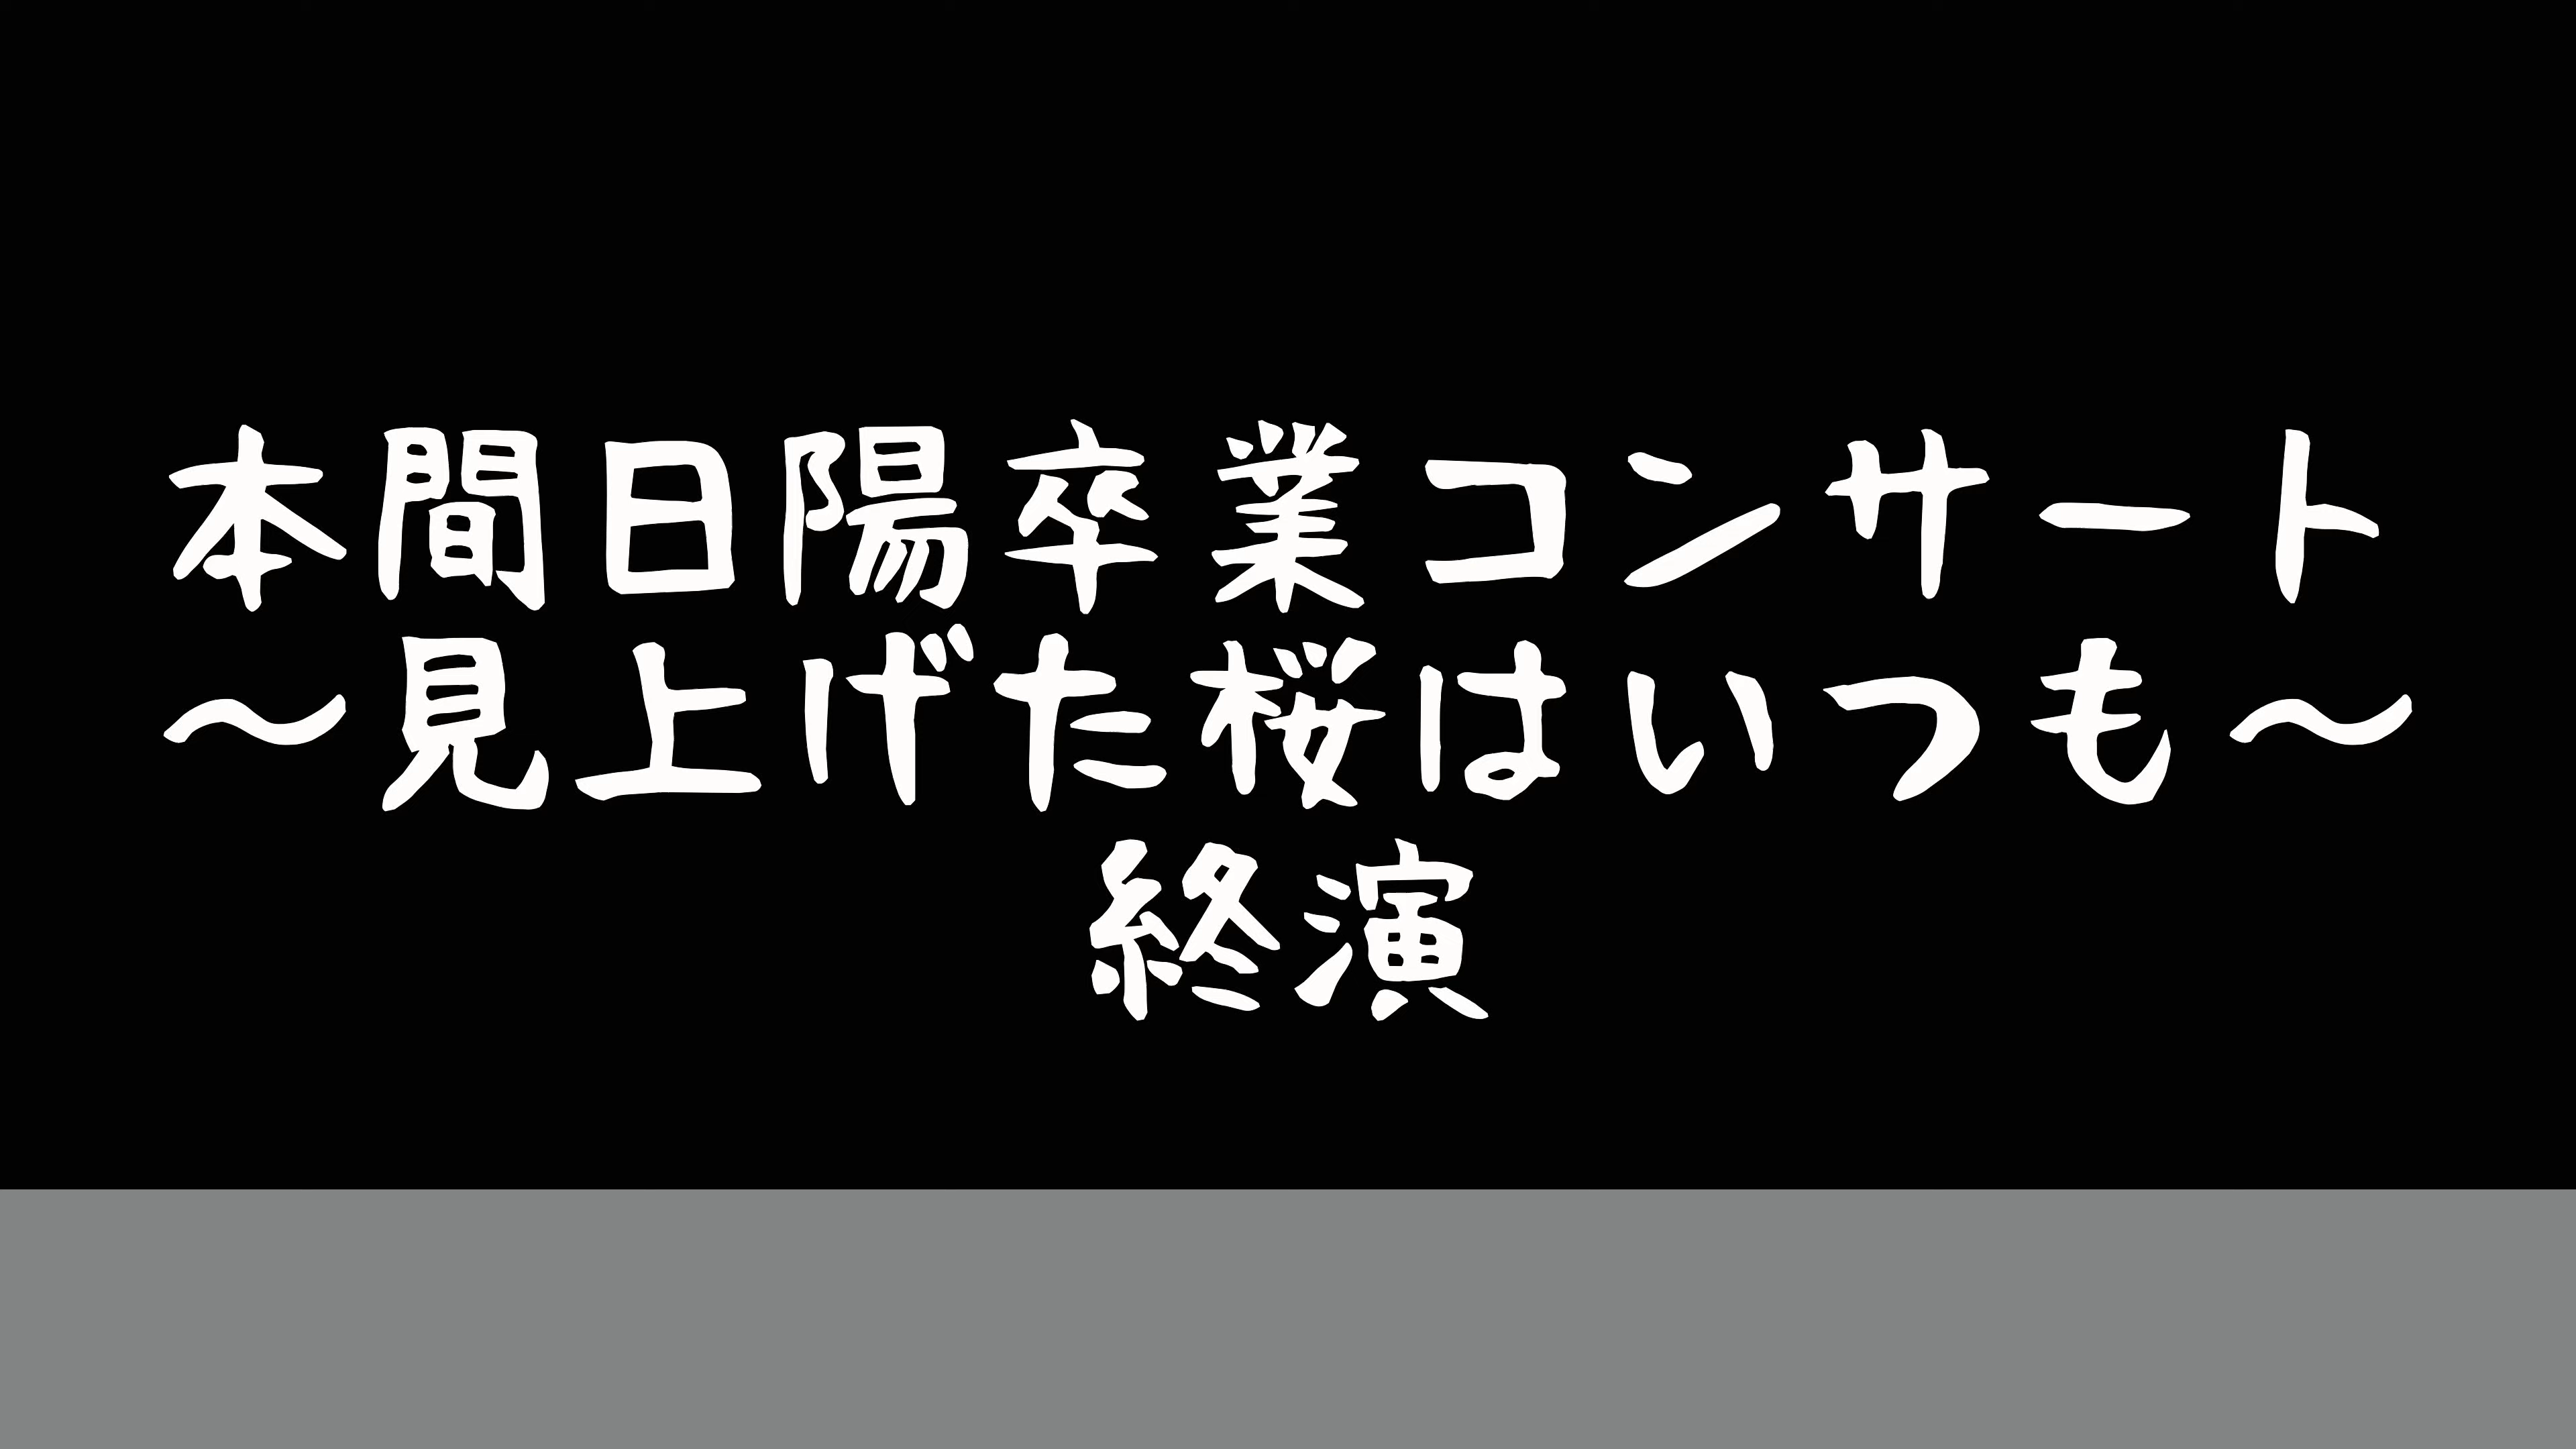 本間日陽卒業コンサート
～見上げた桜はいつも～
終演